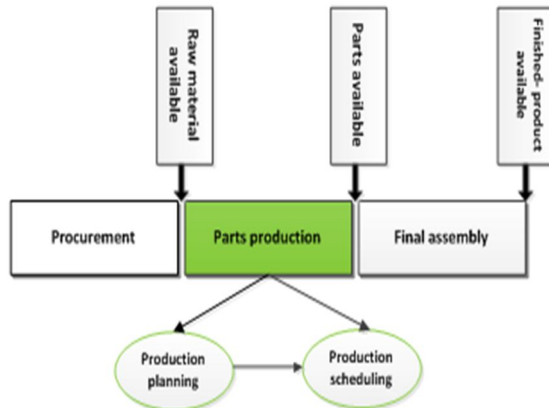 Raw material
available
Parts available
Finished- product
available
Procurement
Parts production
Final assembly
Production
planning
Production
scheduling